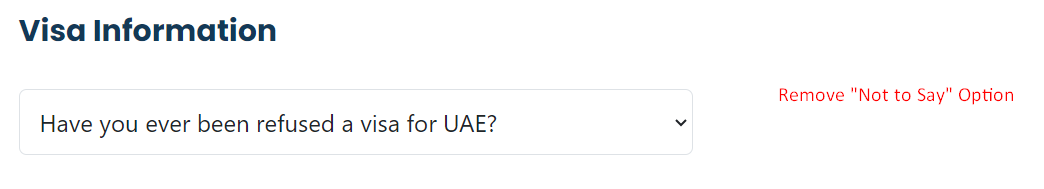 Visa Information
Remove "Not to Say" Option
Have you ever been refused a visa for UAE?